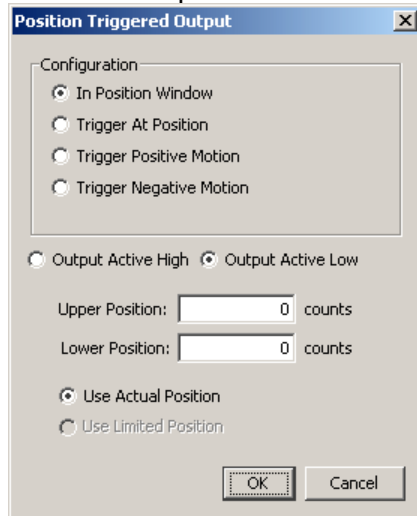 Position Triggered Output
Configuration
In Position Window
Trigger At Position
Trigger Positive Motion
Trigger Negative Motion
Output Active High Output Active Low
Upper Position: 0 counts
Lower Position: 0 counts
Use Actual Position
Use Limited Position
OK Cancel